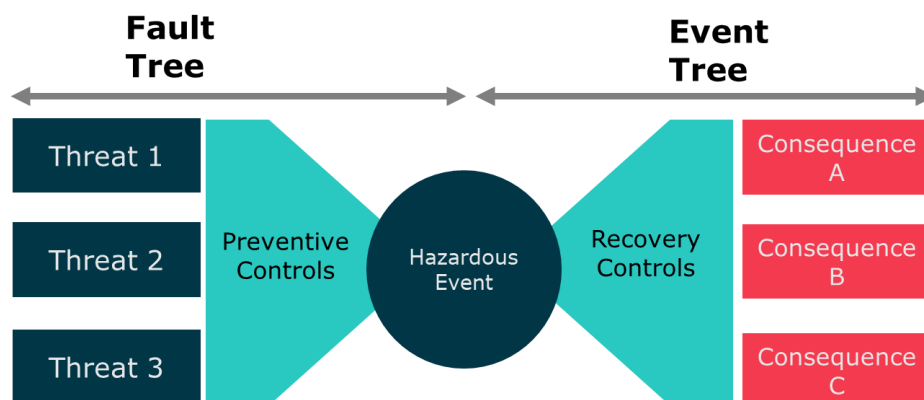 Fault
Tree
Event
Tree
Threat 1
Threat 2
Threat 3
Preventive
Controls
Hazardous
Event
Recovery
Controls
Consequence
A
Consequence
B
Consequence
C